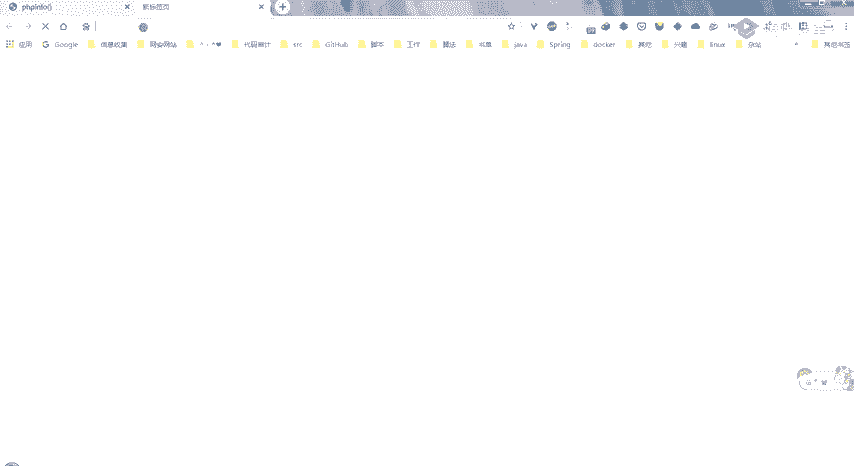 phpinfo()
新标签页
应用 Google 信息收集 网安网站 代码审计 src GitHub 脚本 工作 算法 书单 java Spring docker 其他 兴趣 linux 杂站 其他书签